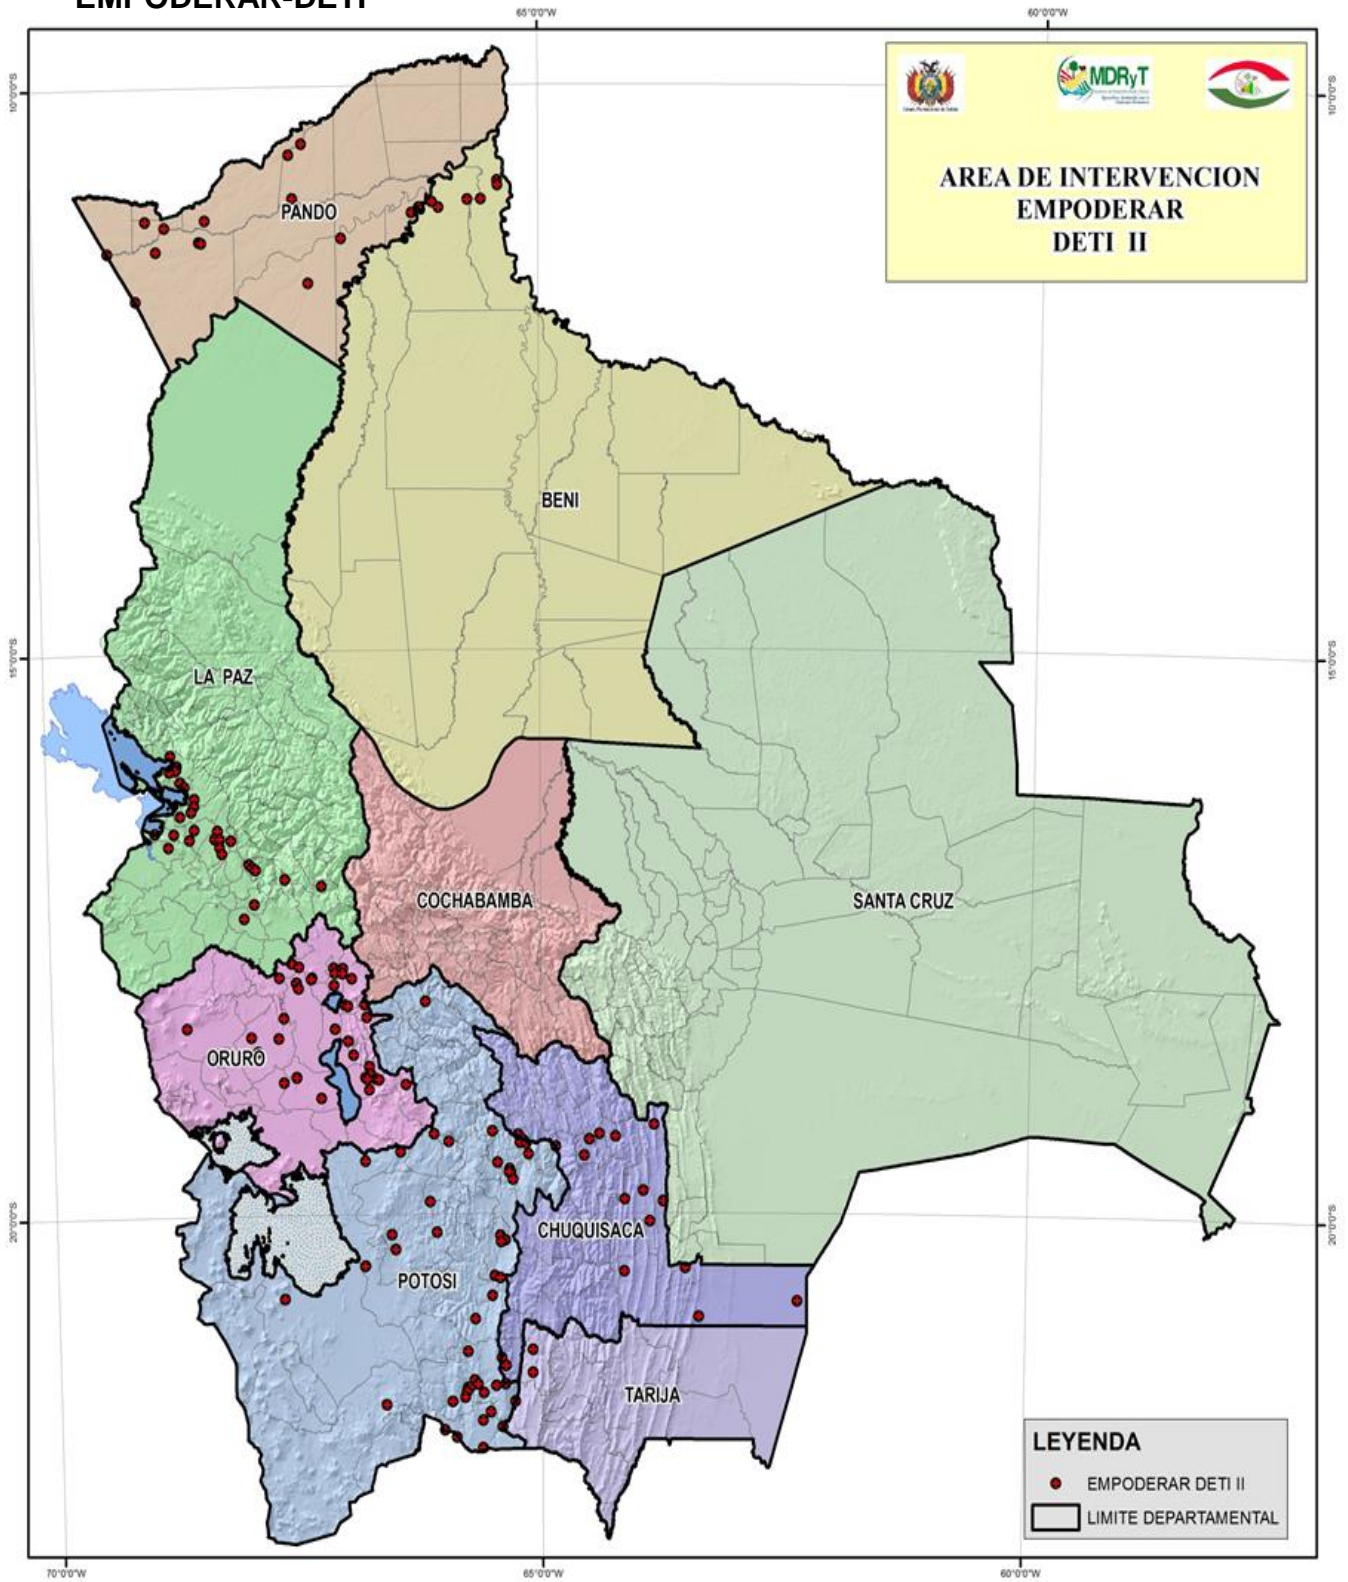 EMPODERAR-DETI
65°0'0"W
60°0'0"W
10°0'0"S
10°0'0"S
MDRyT
AREA DE INTERVENCION
EMPODERAR
DETI II
PANDO
BENI
15°0'0"S
15°0'0"S
LA PAZ
COCHABAMBA
SANTA CRUZ
ORURO
20°0'0"S
20°0'0"S
CHUQUISACA
POTOSI
TARIJA
LEYENDA
EMPODERAR DETI II
LIMITE DEPARTAMENTAL
70°0'0"W
65°0'0"W
60°0'0"W